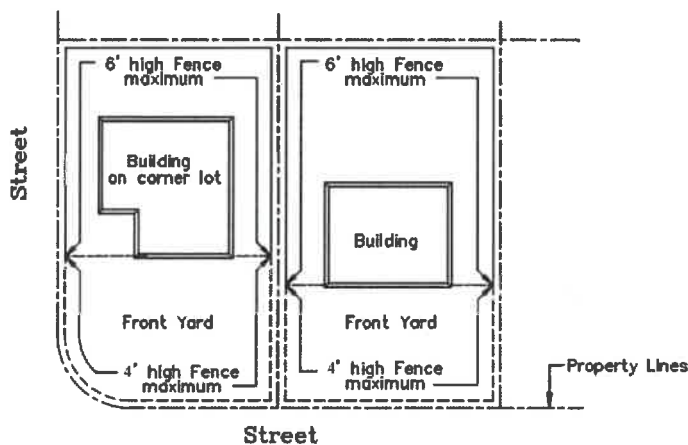 6' high Fence
maximum
6' high Fence
maximum
Street
Building
on corner lot
Building
Front Yard
Front Yard
4' high Fence
maximum
4' high Fence
maximum
Property Lines
Street